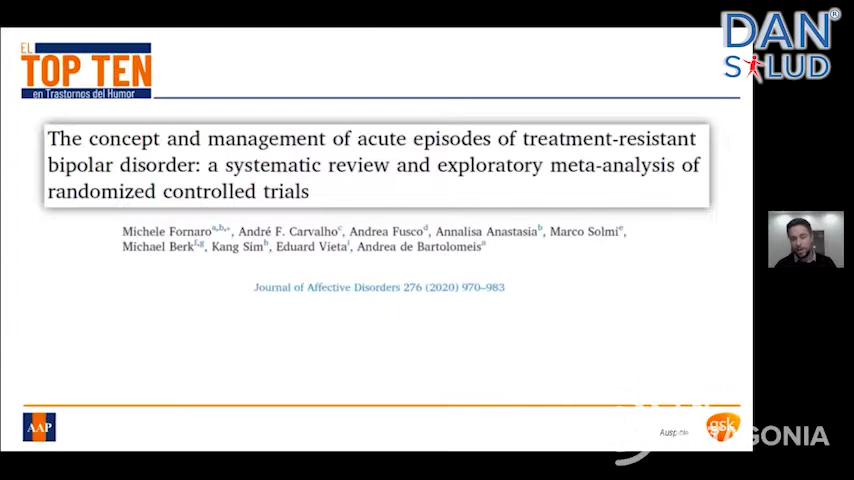 DAN®
SALUD
EL
TOP TEN
en Trastornos del Humor
The concept and management of acute episodes of treatment-resistant
bipolar disorder: a systematic review and exploratory meta-analysis of
randomized controlled trials
Michele Fornaro a,b,*, André F. Carvalho c, Andrea Fusco d, Annalisa Anastasia b, Marco Solmi e,
Michael Berk f,g, Kang Sim h, Eduard Vieta i, Andrea de Bartolomeis a
Journal of Affective Disorders 276 (2020) 970–983
AAP
gsk